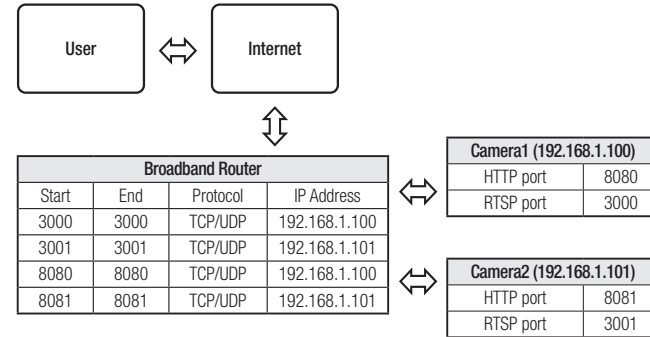 User
Internet
Broadband Router
Start End Protocol IP Address
3000 3000 TCP/UDP 192.168.1.100
3001 3001 TCP/UDP 192.168.1.101
8080 8080 TCP/UDP 192.168.1.100
8081 8081 TCP/UDP 192.168.1.101
Camera1 (192.168.1.100)
HTTP port 8080
RTSP port 3000
Camera2 (192.168.1.101)
HTTP port 8081
RTSP port 3001